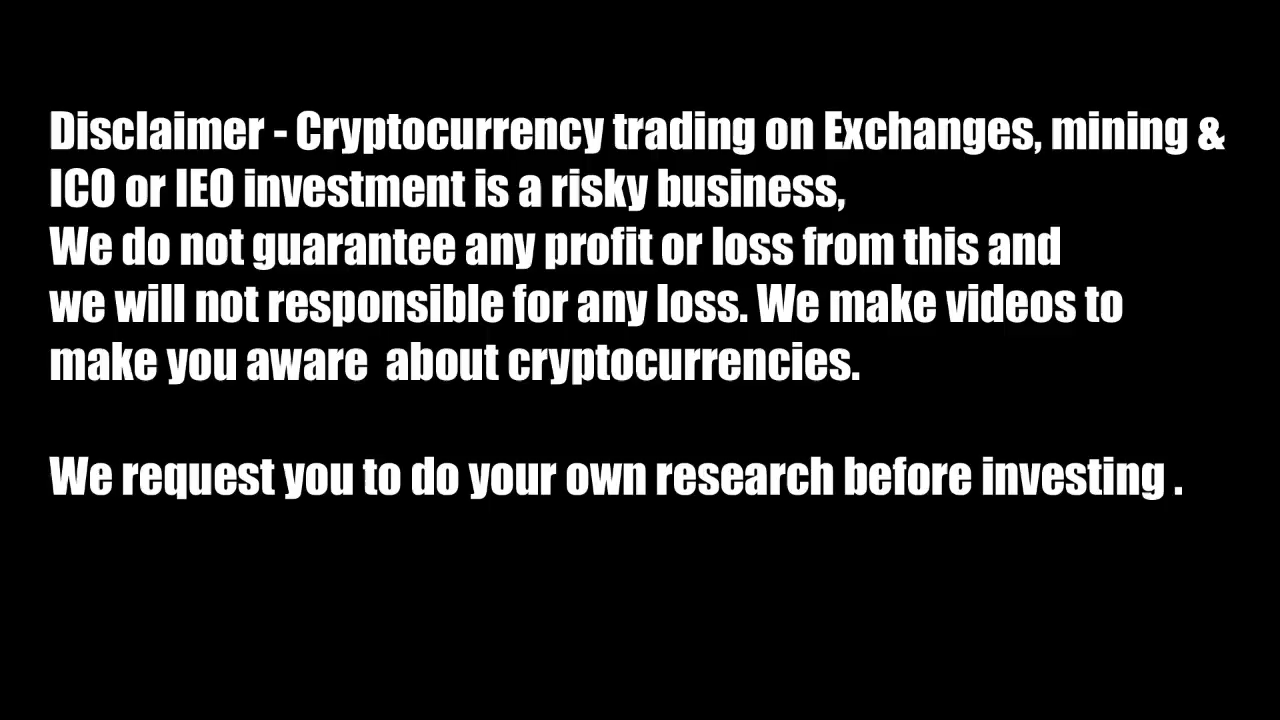 Disclaimer - Cryptocurrency trading on Exchanges, mining &
ICO or IEO investment is a risky business,
We do not guarantee any profit or loss from this and
we will not responsible for any loss. We make videos to
make you aware  about cryptocurrencies.
We request you to do your own research before investing .